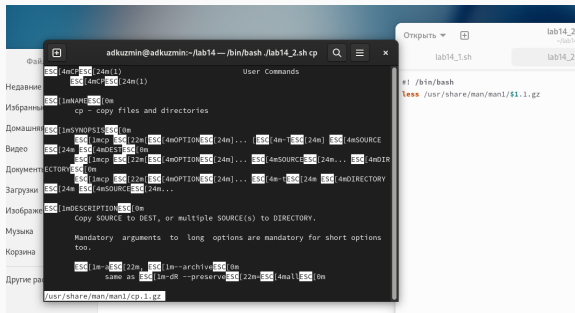 Открыть
lab14_2
lab14_1.sh
lab14_2
#! /bin/bash
less /usr/share/man/man1/$1.1.gz
Недавние
Домашняя
Видео
Загрузки
Музыка
Корзина
adkuzmin@adkuzmin:~/lab14 — /bin/bash ./lab14_2.sh cp
ESC[4mCPESC[24m(1) User Commands
ESC[4mCPESC[24m(1)
ESC[1mNAMEESC[0m
cp - copy files and directories
ESC[1mSYNOPSISESC[0m
ESC[1mcp ESC[22m[ESC[4mOPTIONESC[24m]... [ESC[4m-TESC[24m] ESC[4mSOURCE
ESC[24m ESC[4mDESTESC[0m
ESC[1mcp ESC[22m[ESC[4mOPTIONESC[24m]... ESC[4mSOURCEESC[24m... ESC[4mDIR
ECTORYESC[0m
ESC[1mcp ESC[22m[ESC[4mOPTIONESC[24m]... ESC[4m-tESC[24m ESC[4mDIRECTORY
ESC[24m ESC[4mSOURCEESC[24m...
ESC[1mDESCRIPTIONESC[0m
Copy SOURCE to DEST, or multiple SOURCE(s) to DIRECTORY.
Mandatory arguments to long options are mandatory for short options
too.
ESC[1m-aESC[22m, ESC[1m--archiveESC[0m
same as ESC[1m-dR --preserveESC[22m=ESC[4mallESC[0m
/usr/share/man/man1/cp.1.gz